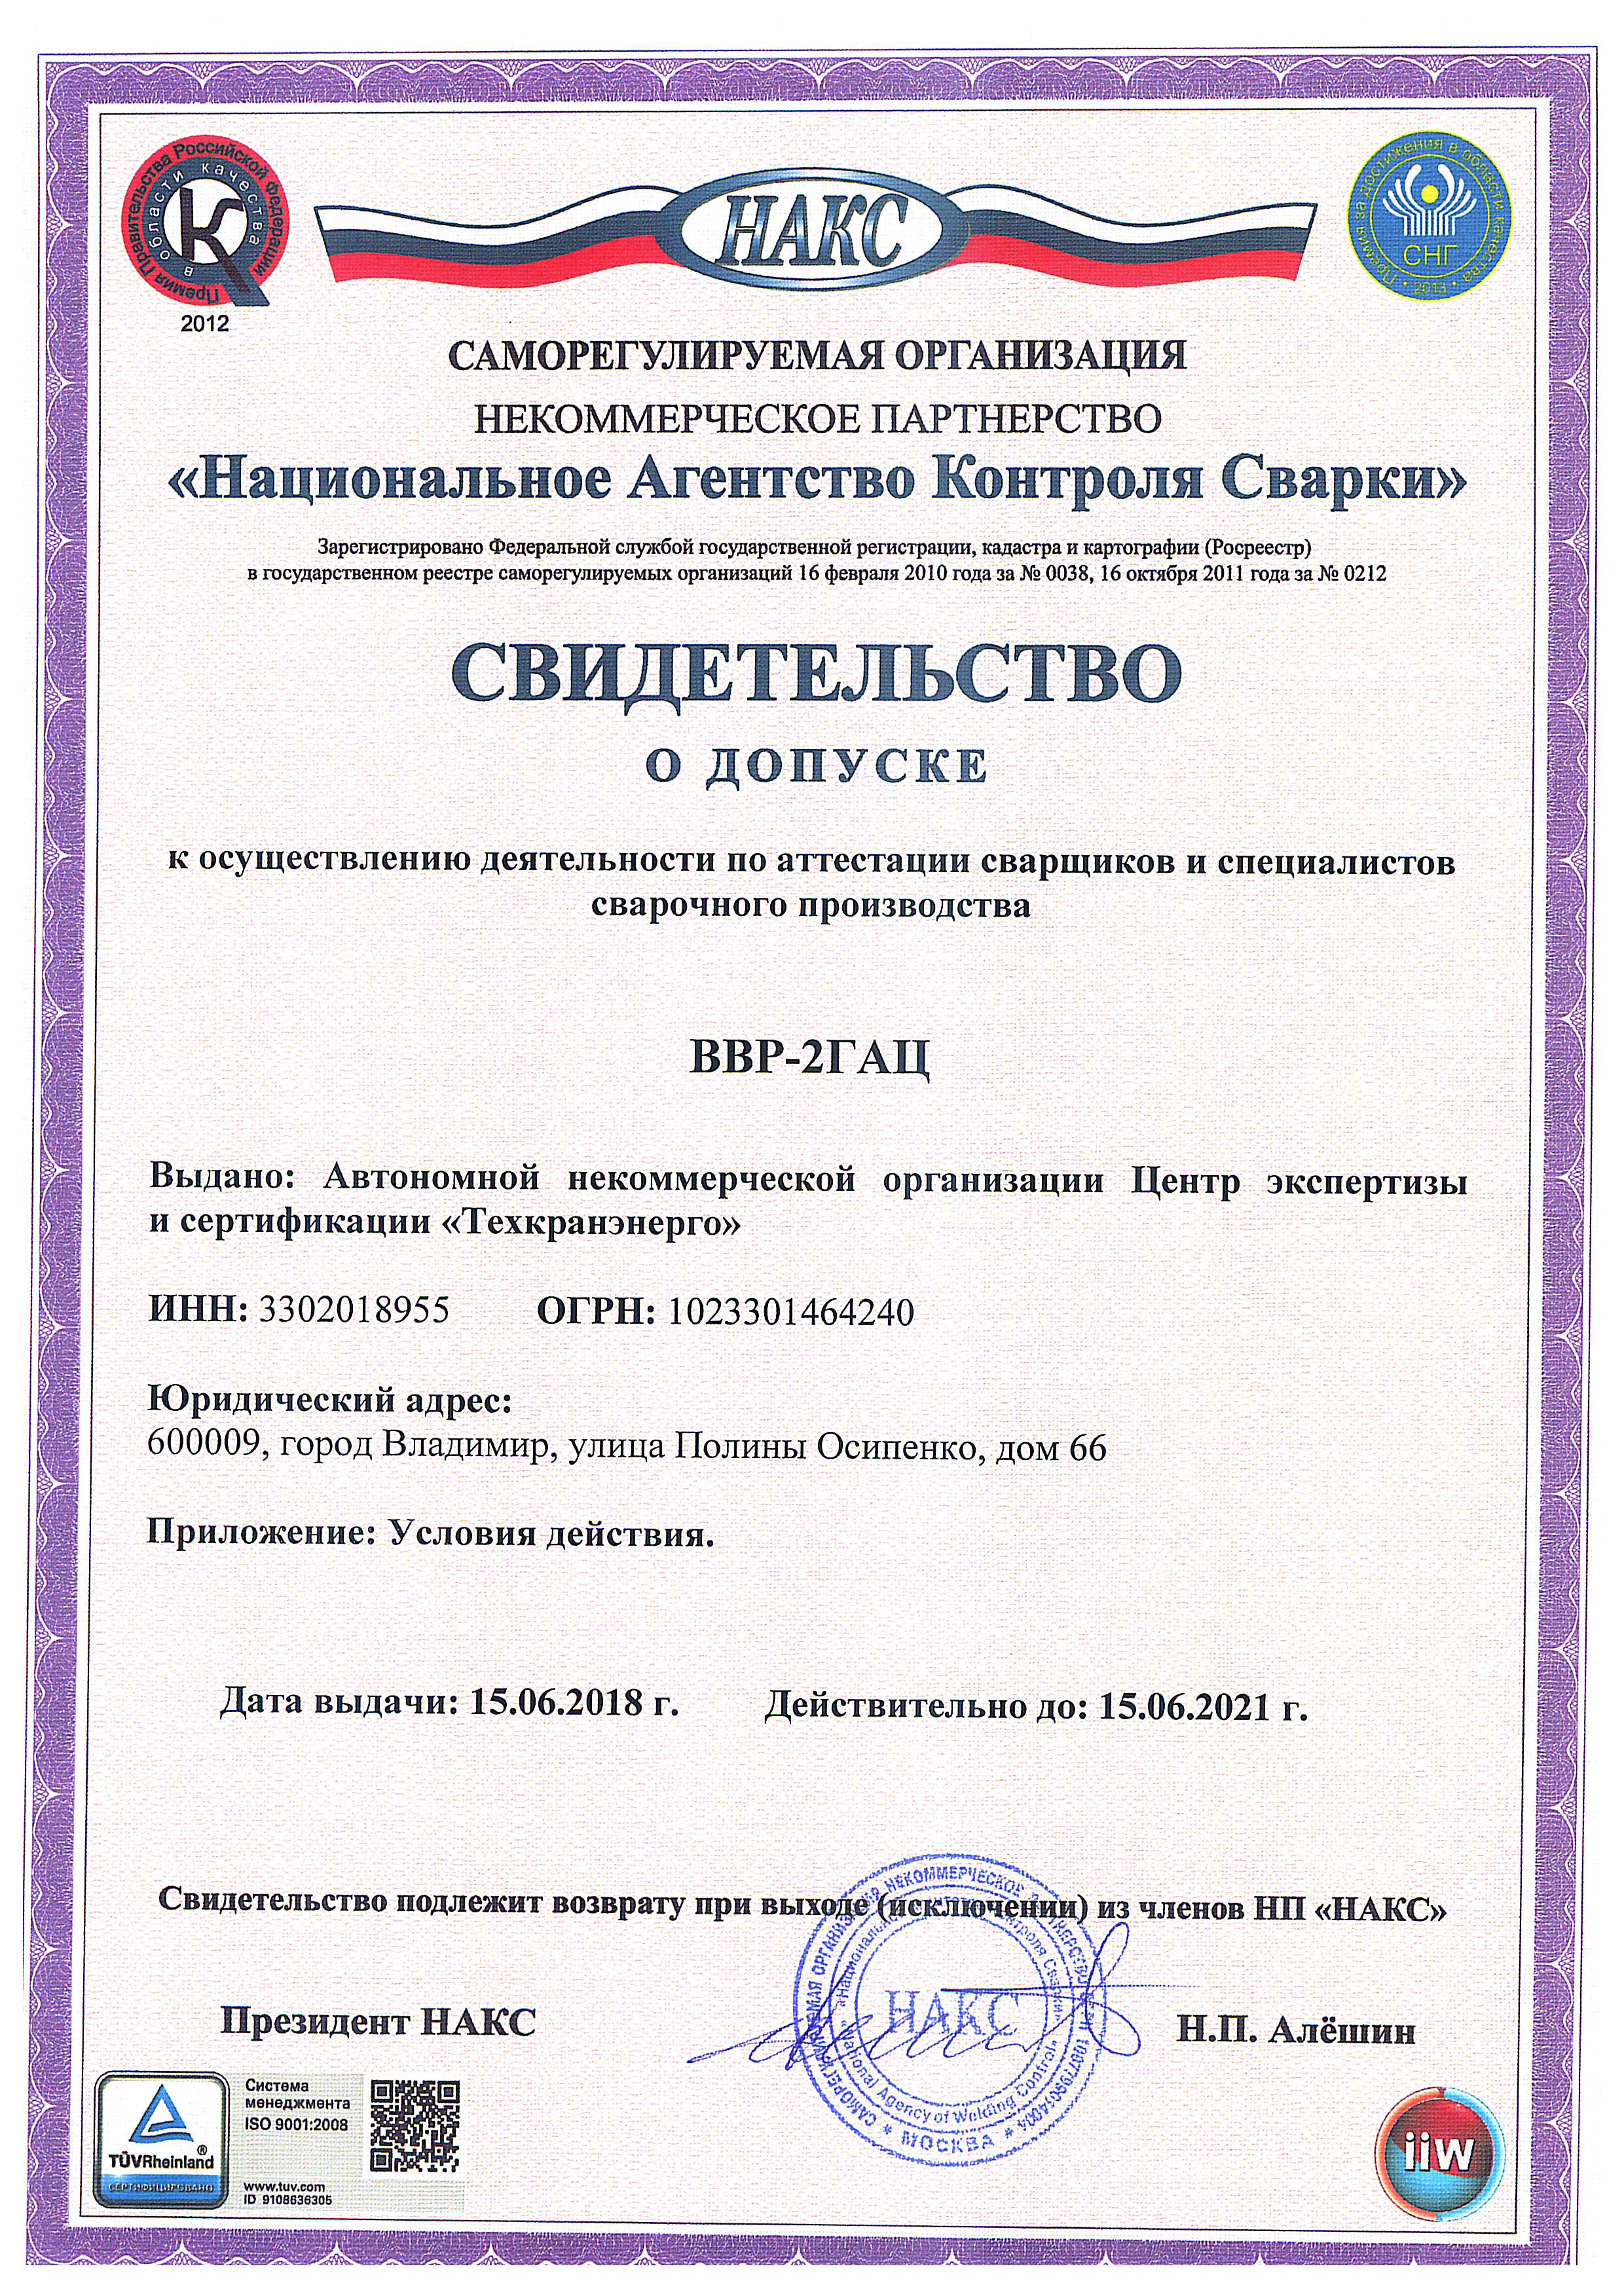 Премия Правительства Российской Федерации
в области качества
2012
НАКС
Премия за достижения в области качества
СНГ
• 2013 •
САМОРЕГУЛИРУЕМАЯ ОРГАНИЗАЦИЯ
НЕКОММЕРЧЕСКОЕ ПАРТНЕРСТВО
«Национальное Агентство Контроля Сварки»
Зарегистрировано Федеральной службой государственной регистрации, кадастра и картографии (Росреестр)
в государственном реестре саморегулируемых организаций 16 февраля 2010 года за № 0038, 16 октября 2011 года за № 0212
СВИДЕТЕЛЬСТВО
О ДОПУСКЕ
к осуществлению деятельности по аттестации сварщиков и специалистов
сварочного производства
ВВР-2ГАЦ
Выдано: Автономной некоммерческой организации Центр экспертизы
и сертификации «Техкранэнерго»
ИНН: 3302018955 ОГРН: 1023301464240
Юридический адрес:
600009, город Владимир, улица Полины Осипенко, дом 66
Приложение: Условия действия.
Дата выдачи: 15.06.2018 г. Действительно до: 15.06.2021 г.
Свидетельство подлежит возврату при выходе (исключении) из членов НП «НАКС»
Президент НАКС
Н.П. Алёшин
САМОРЕГУЛИРУЕМАЯ ОРГАНИЗАЦИЯ НЕКОММЕРЧЕСКОЕ ПАРТНЕРСТВО
«Национальное Агентство Контроля Сварки»
НАКС
«National Agency of Welding Control»
* МОСКВА *
TÜVRheinland®
СЕРТИФИЦИРОВАНО
Система
менеджмента
ISO 9001:2008
www.tuv.com
ID 9108636305
iiw